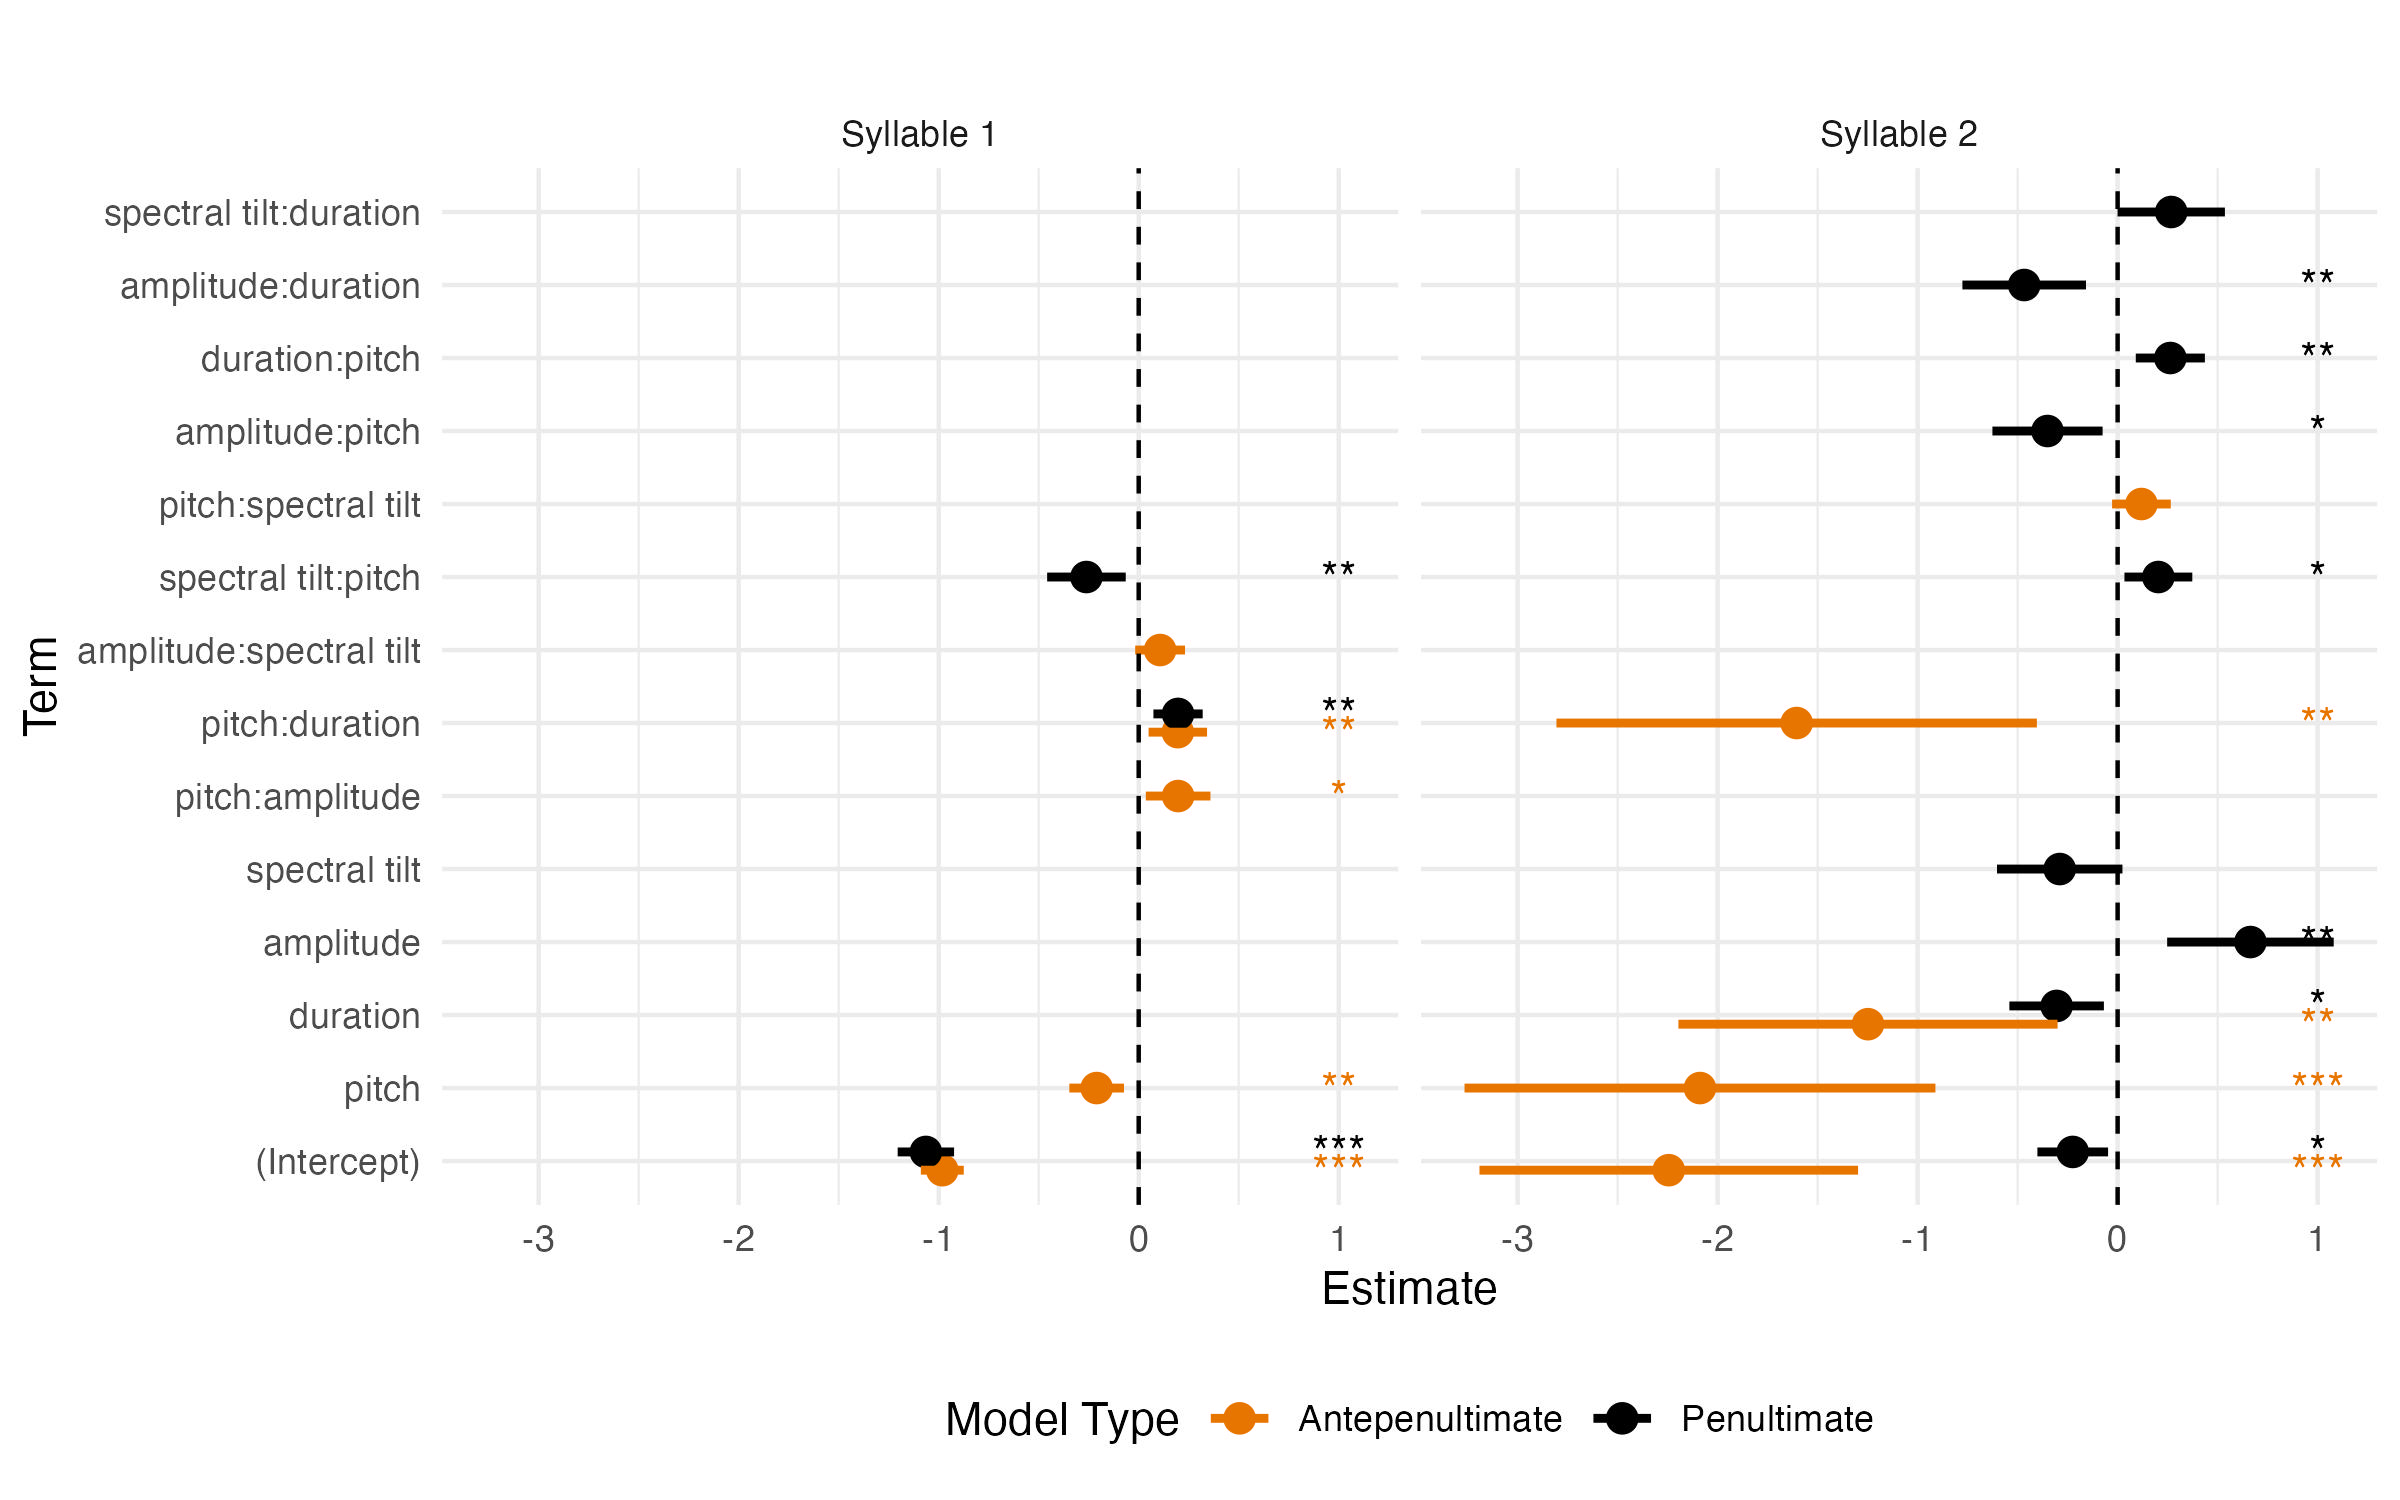 Syllable 1 Syllable 2
spectral tilt:duration
amplitude:duration **
duration:pitch **
amplitude:pitch *
pitch:spectral tilt
spectral tilt:pitch ** *
amplitude:spectral tilt
pitch:duration ** ** **
pitch:amplitude *
spectral tilt
amplitude **
duration * **
pitch ** ***
(Intercept) *** *** * ***
Term
-3 -2 -1 0 1 -3 -2 -1 0 1
Estimate
Model Type Antepenultimate Penultimate